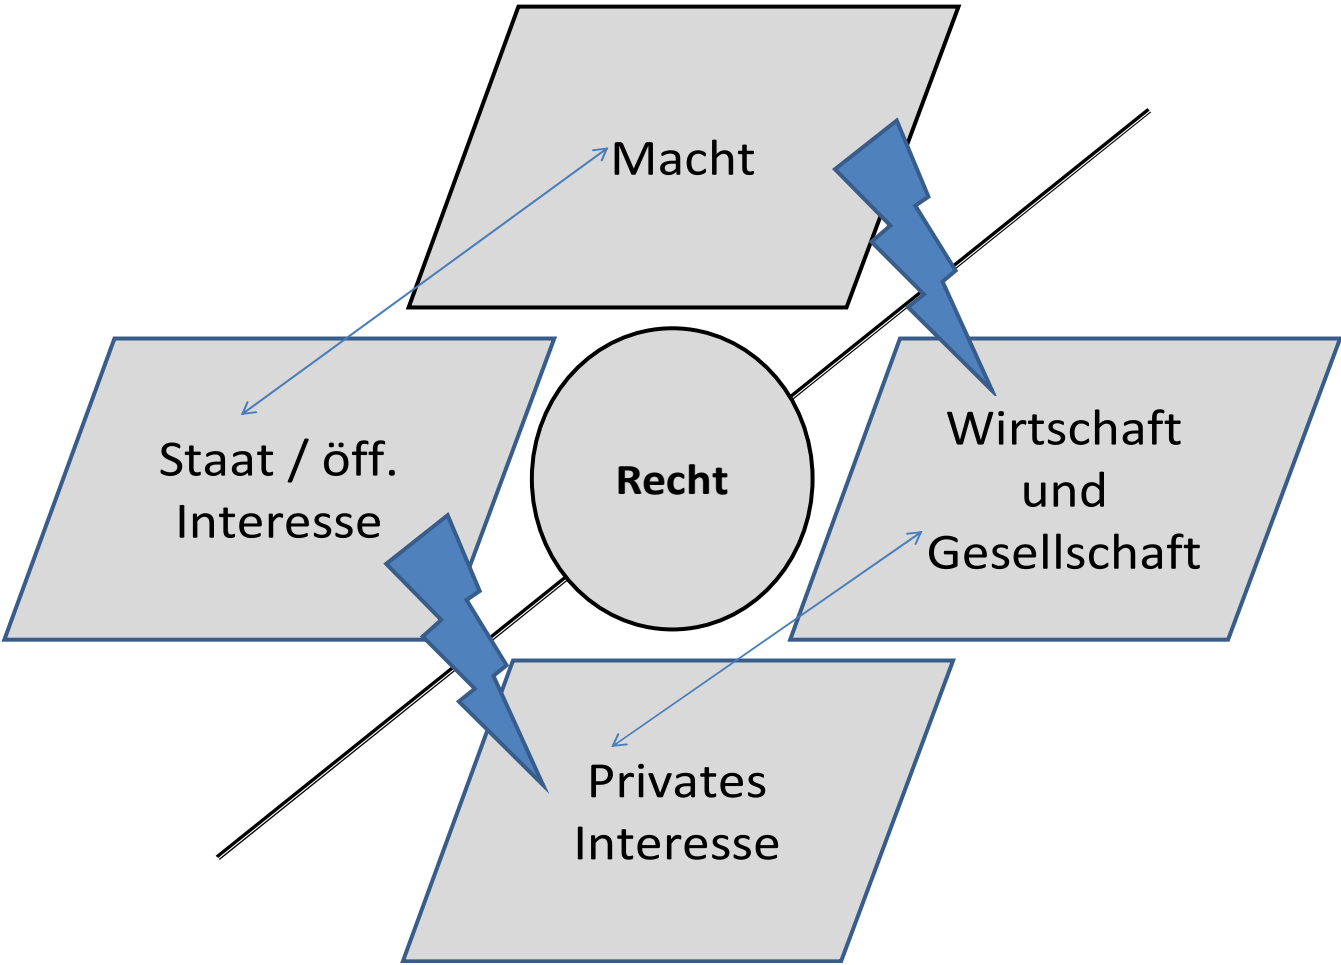 Macht
Staat / öff.
Interesse
Recht
Wirtschaft
und
Gesellschaft
Privates
Interesse